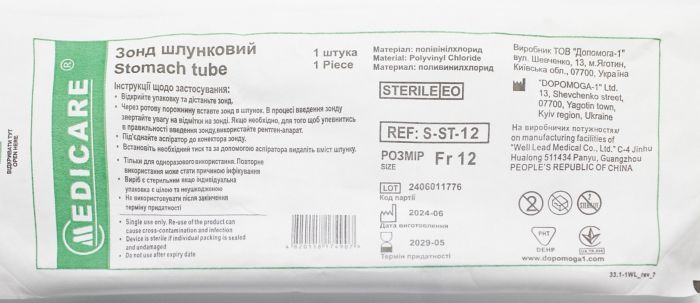 ВІДКРИВАТИ ТУТ
OPEN HERE
MEDICARE®
Зонд шлунковий
Stomach tube
1 штука
1 Piece
Інструкції щодо застосування:
• Відкрийте упаковку та дістаньте зонд.
• Через ротову порожнину вставте зонд в шлунок. В процесі введення зонду
звертайте увагу на відмітки на зонді. Якщо необхідно, для того щоб упевнитись
в правильності введення зонду, використайте рентген-апарат.
• Під'єднайте аспіратор до конектора зонду.
• Встановіть необхідний тиск та за допомогою аспіратора видаліть вміст шлунку.
• Тільки для одноразового використання. Повторне
використання може стати причиною інфікування
• Виріб є стерильним якщо індивідуальна
упаковка є цілою та неушкодженою
• Не використовувати після закінчення
терміну придатності
• Single use only. Re-use of the product can
cause cross-contamination and infection
• Device is sterile if individual packing is sealed
and undamaged
• Do not use after expiry date
Матеріал: полівінілхлорид
Material: Polyvinyl Chloride
Материал: поливинилхлорид
STERILE EO
REF: S-ST-12
РОЗМІР
SIZE
Fr 12
LOT 2406011776
Код партії
2024-06
Дата виготовлення
2029-05
Термін придатності
Виробник ТОВ "Допомога-1"
вул. Шевченко, 13, м.Яготин,
Київська обл., 07700, Україна
"DOPOMOGA-1" Ltd.
13, Shevchenko street,
07700, Yagotyn town,
Kyiv region, Ukraine
На виробничих потужностях/
on manufacturing facilities of
"Well Lead Medical Co., Ltd." C-4 Jinhu
Hualong 511434 Panyu, Guangzhou
PEOPLE'S REPUBLIC OF CHINA
PHT
DEHP
www.dopomoga1.com
33.1-1WL_rev_7